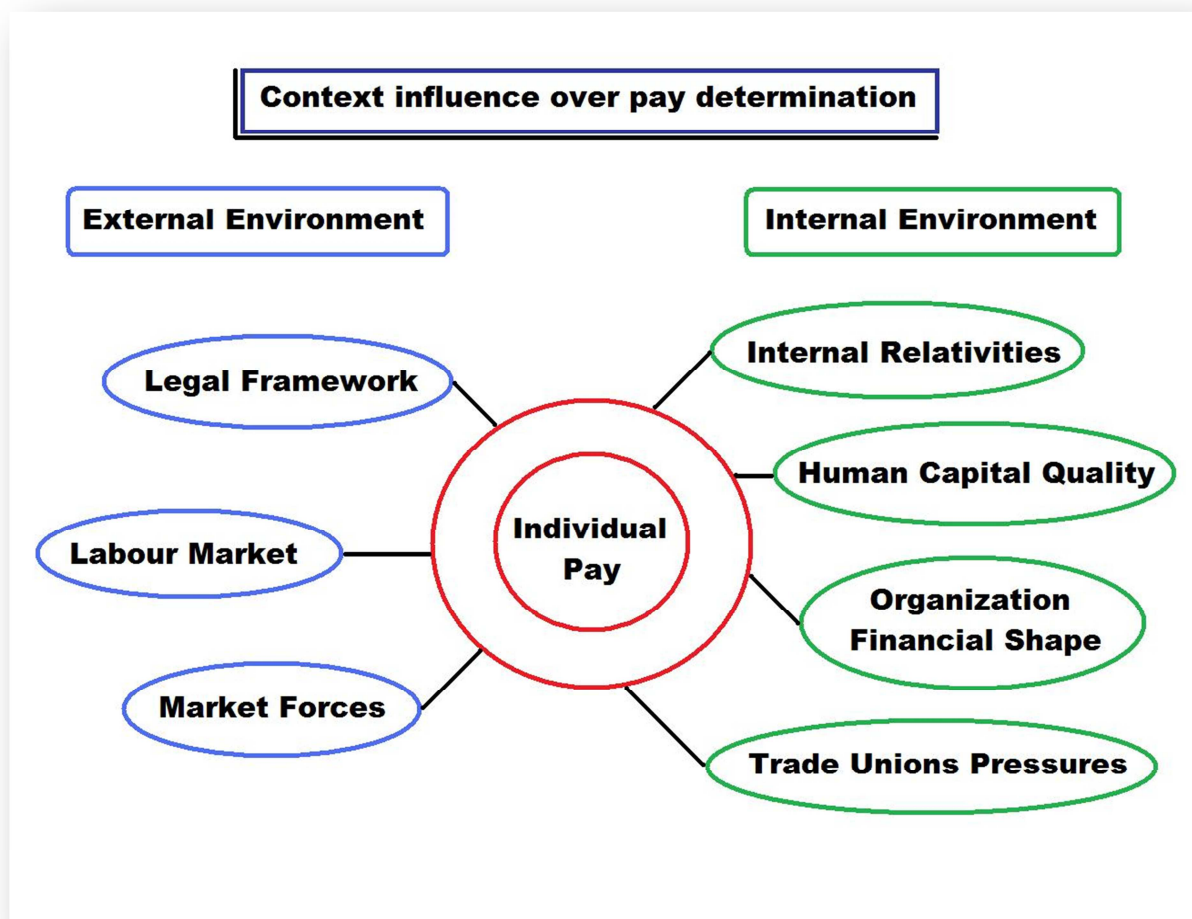 Context influence over pay determination
External Environment
Internal Environment
Legal Framework
Labour Market
Market Forces
Individual
Pay
Internal Relativities
Human Capital Quality
Organization
Financial Shape
Trade Unions Pressures